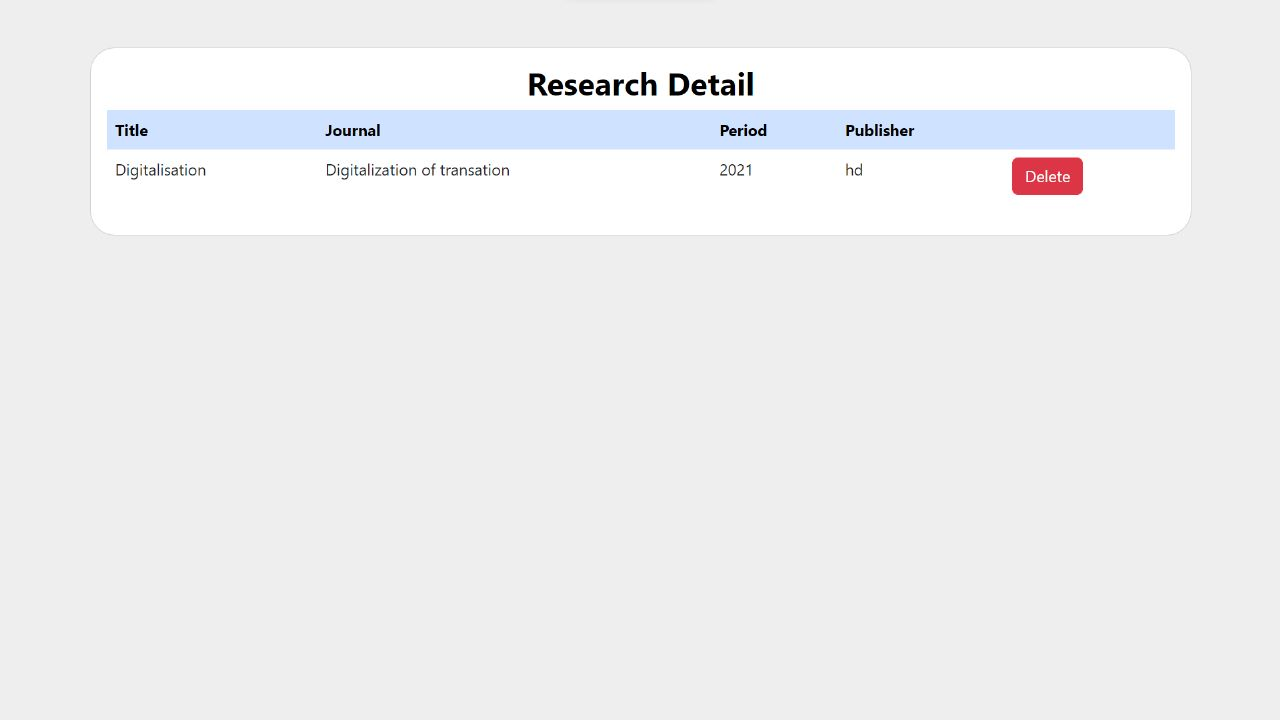 Research Detail
Title Journal Period Publisher
Digitalisation Digitalization of transation 2021 hd Delete